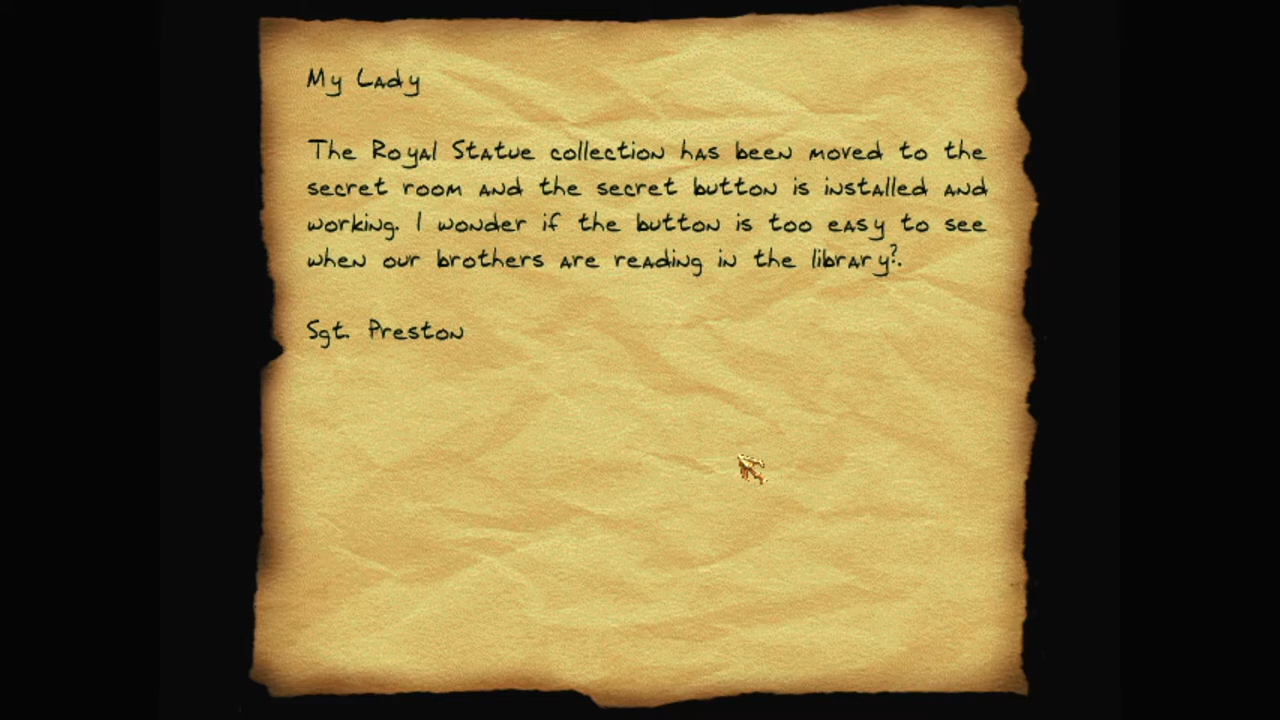 My Lady
The Royal Statue collection has been moved to the
secret room and the secret button is installed and
working. I wonder if the button is too easy to see
when our brothers are reading in the library?.
Sgt. Preston